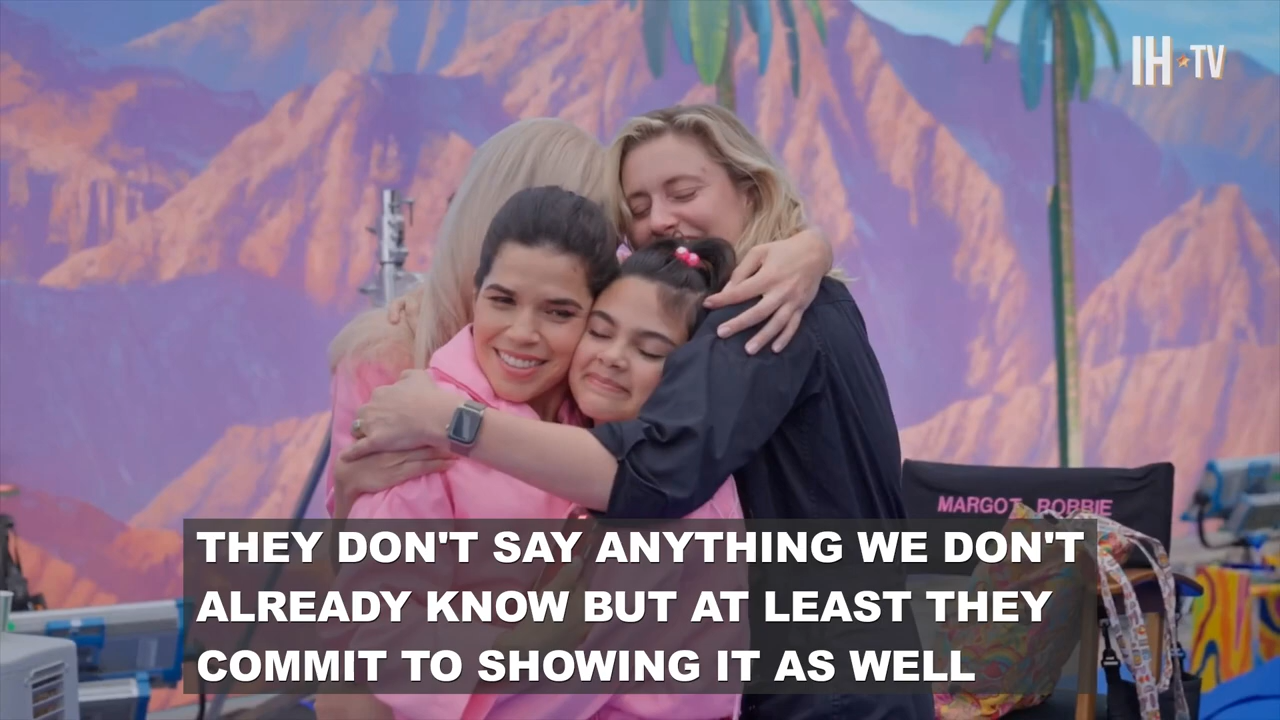 IH TV
MARGOT ROBBIE
THEY DON'T SAY ANYTHING WE DON'T
ALREADY KNOW BUT AT LEAST THEY
COMMIT TO SHOWING IT AS WELL